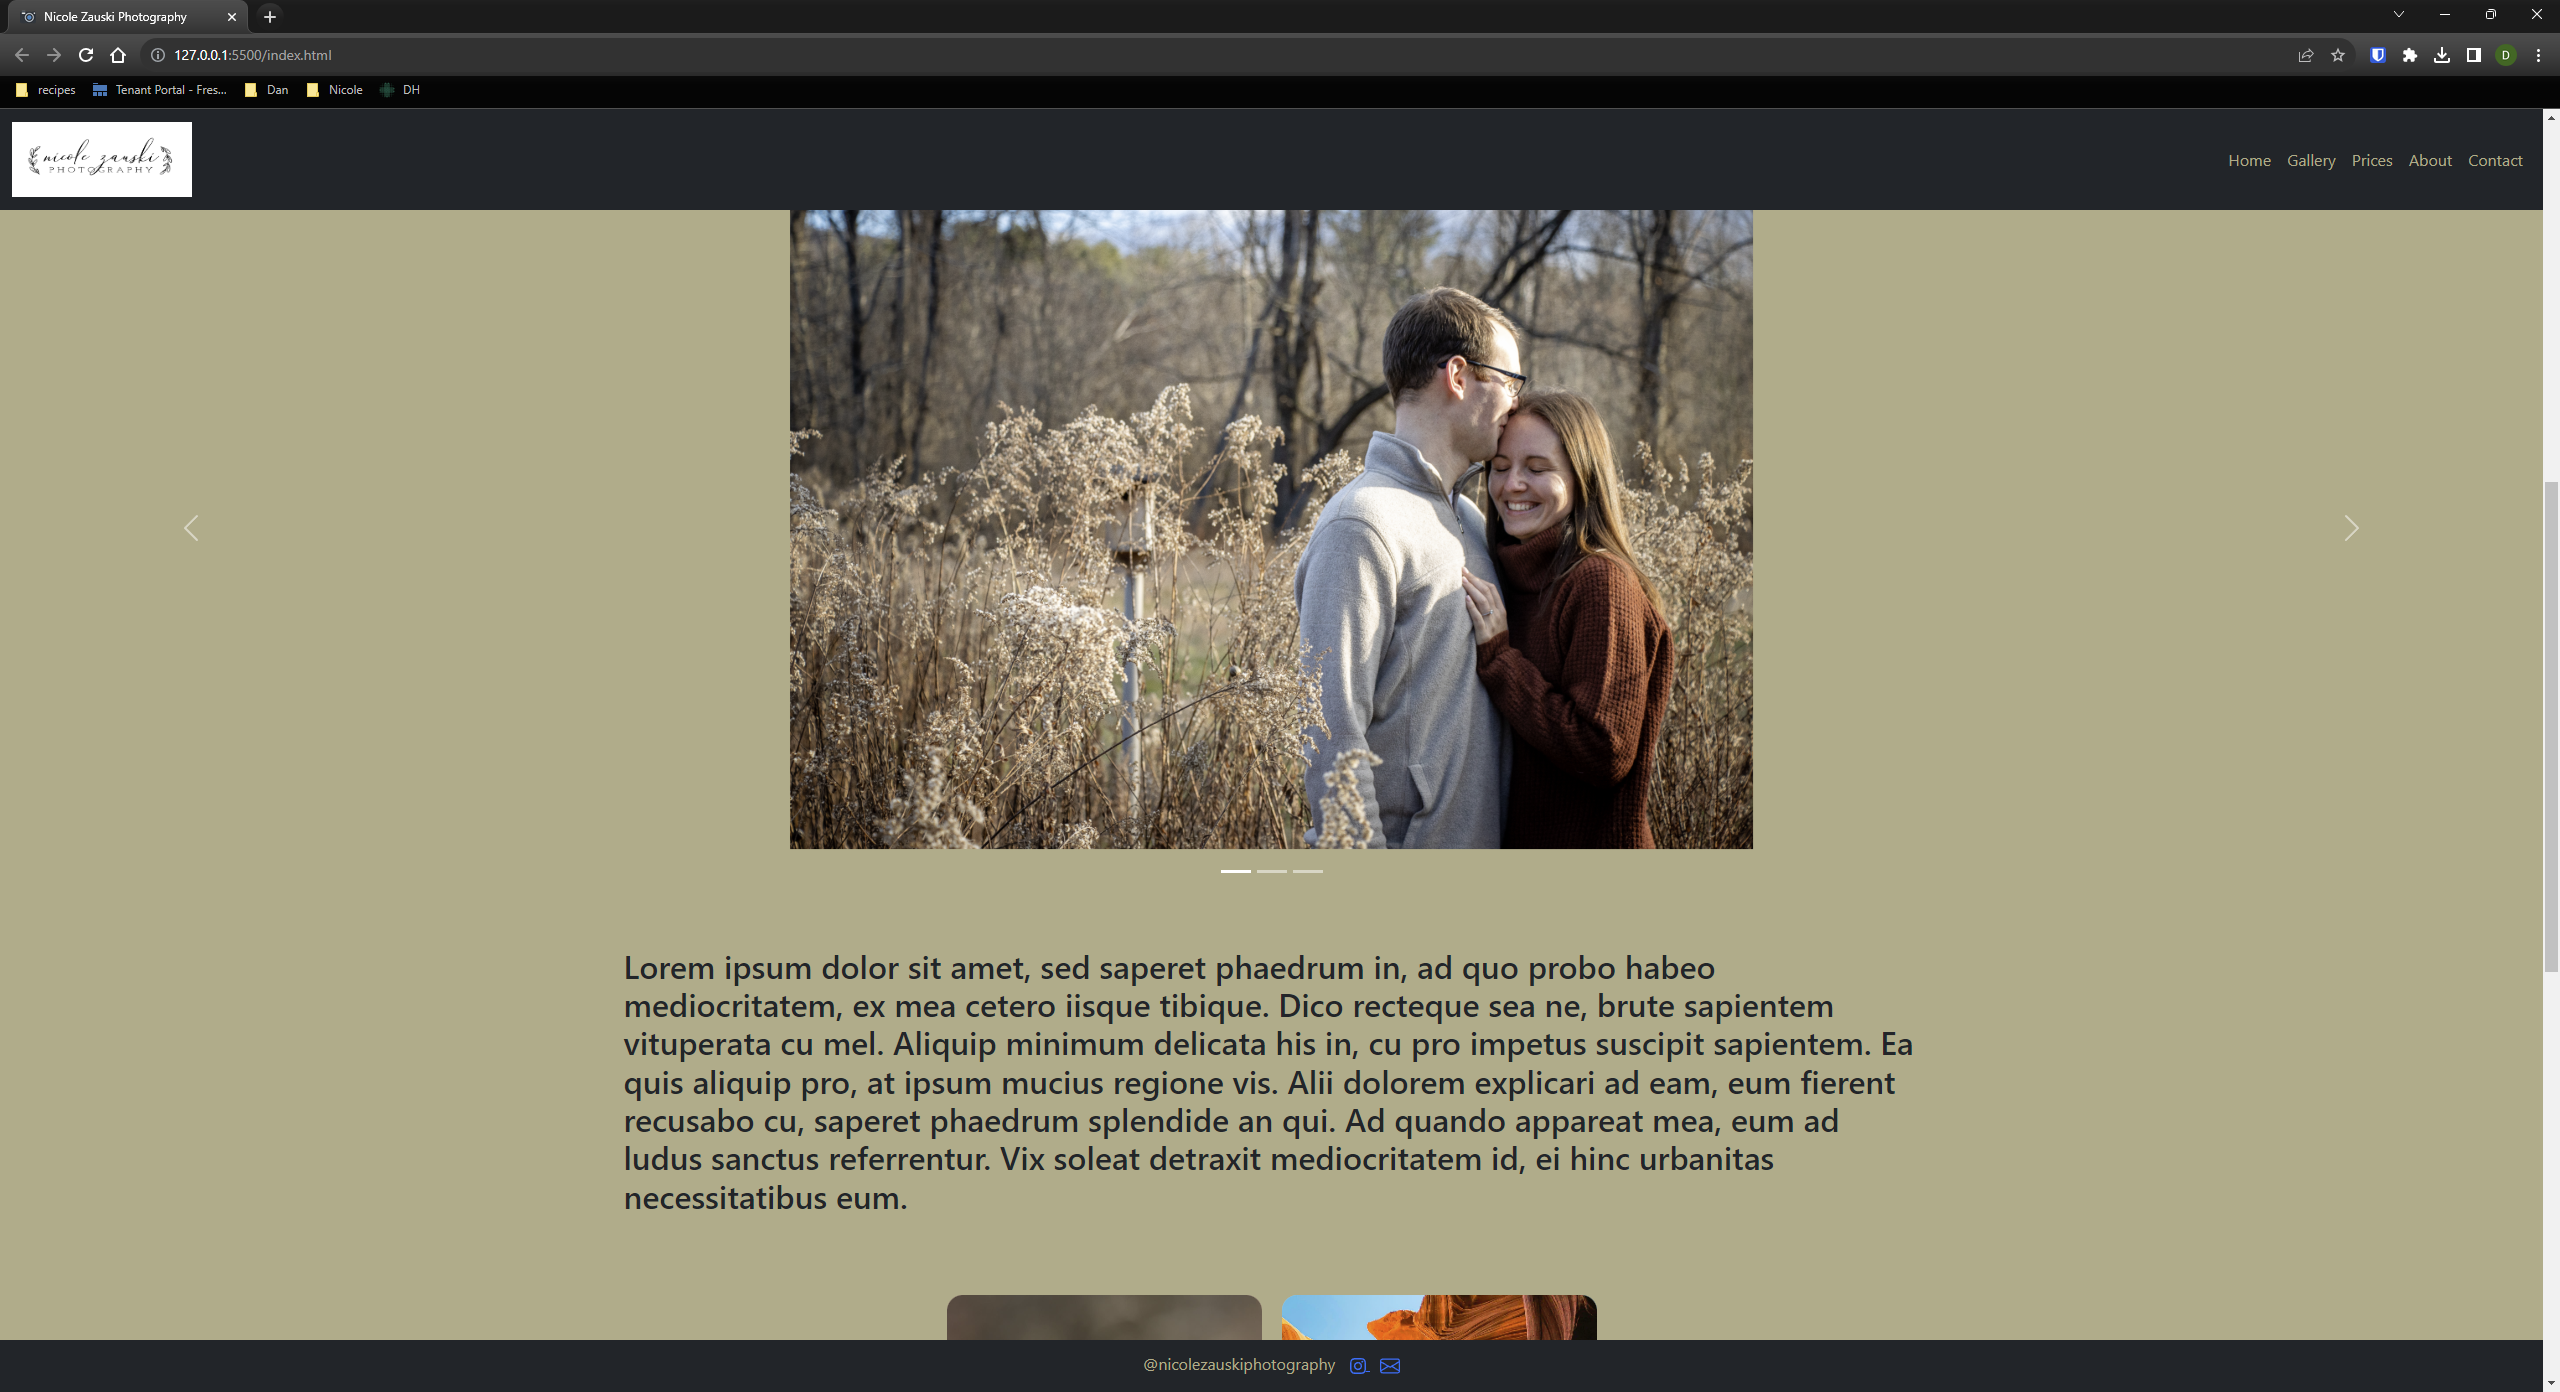 Nicole Zauski Photography
127.0.0.1:5500/index.html
D
recipes
Tenant Portal - Fres...
Dan
Nicole
DH
nicole zauski
PHOTOGRAPHY
Home
Gallery
Prices
About
Contact
Lorem ipsum dolor sit amet, sed saperet phaedrum in, ad quo probo habeo
mediocritatem, ex mea cetero iisque tibique. Dico recteque sea ne, brute sapientem
vituperata cu mel. Aliquip minimum delicata his in, cu pro impetus suscipit sapientem. Ea
quis aliquip pro, at ipsum mucius regione vis. Alii dolorem explicari ad eam, eum fierent
recusabo cu, saperet phaedrum splendide an qui. Ad quando appareat mea, eum ad
ludus sanctus referrentur. Vix soleat detraxit mediocritatem id, ei hinc urbanitas
necessitatibus eum.
@nicolezauskiphotography